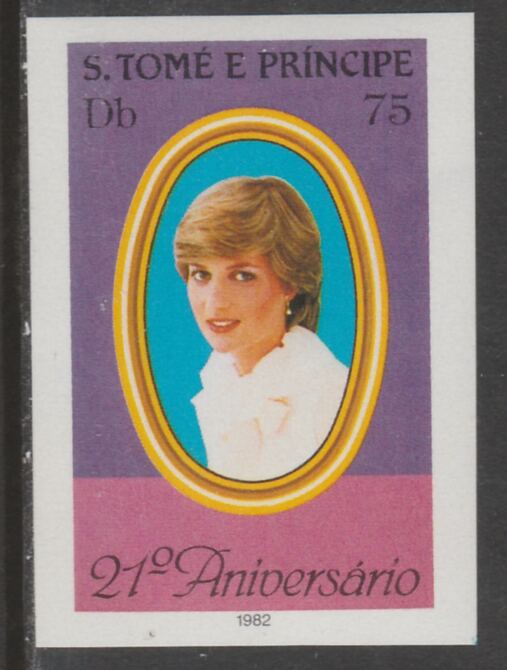 S. TOMÉ E PRÍNCIPE
Db 75
21º Aniversário
1982